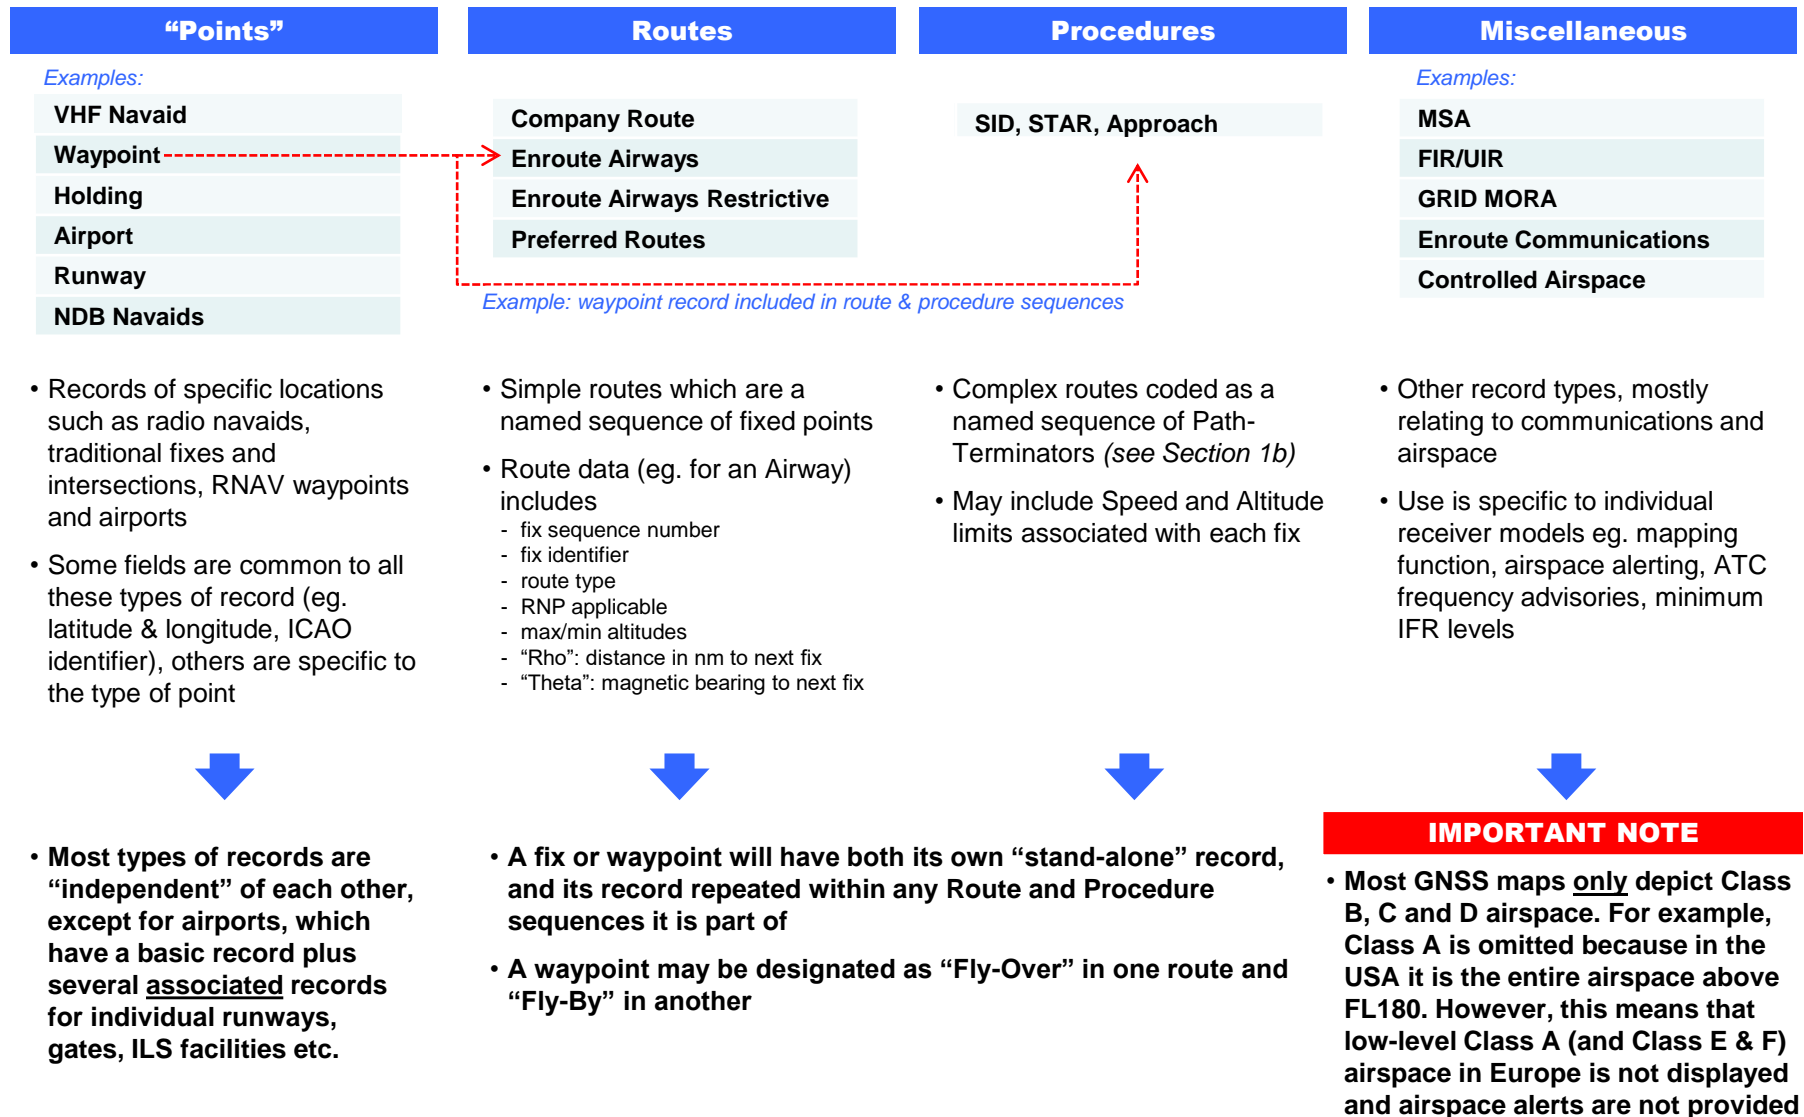 “Points”
Examples:
VHF Navaid
Waypoint
Holding
Airport
Runway
NDB Navaids
• Records of specific locations
such as radio navaids,
traditional fixes and
intersections, RNAV waypoints
and airports
• Some fields are common to all
these types of record (eg.
latitude & longitude, ICAO
identifier), others are specific to
the type of point
• Most types of records are
“independent” of each other,
except for airports, which
have a basic record plus
several associated records
for individual runways,
gates, ILS facilities etc.
Routes
Company Route
Enroute Airways
Enroute Airways Restrictive
Preferred Routes
Example: waypoint record included in route & procedure sequences
• Simple routes which are a
named sequence of fixed points
• Route data (eg. for an Airway)
includes
- fix sequence number
- fix identifier
- route type
- RNP applicable
- max/min altitudes
- “Rho”: distance in nm to next fix
- “Theta”: magnetic bearing to next fix
Procedures
SID, STAR, Approach
• Complex routes coded as a
named sequence of Path-
Terminators (see Section 1b)
• May include Speed and Altitude
limits associated with each fix
• A fix or waypoint will have both its own “stand-alone” record,
and its record repeated within any Route and Procedure
sequences it is part of
• A waypoint may be designated as “Fly-Over” in one route and
“Fly-By” in another
Miscellaneous
Examples:
MSA
FIR/UIR
GRID MORA
Enroute Communications
Controlled Airspace
• Other record types, mostly
relating to communications and
airspace
• Use is specific to individual
receiver models eg. mapping
function, airspace alerting, ATC
frequency advisories, minimum
IFR levels
IMPORTANT NOTE
• Most GNSS maps only depict Class
B, C and D airspace. For example,
Class A is omitted because in the
USA it is the entire airspace above
FL180. However, this means that
low-level Class A (and Class E & F)
airspace in Europe is not displayed
and airspace alerts are not provided